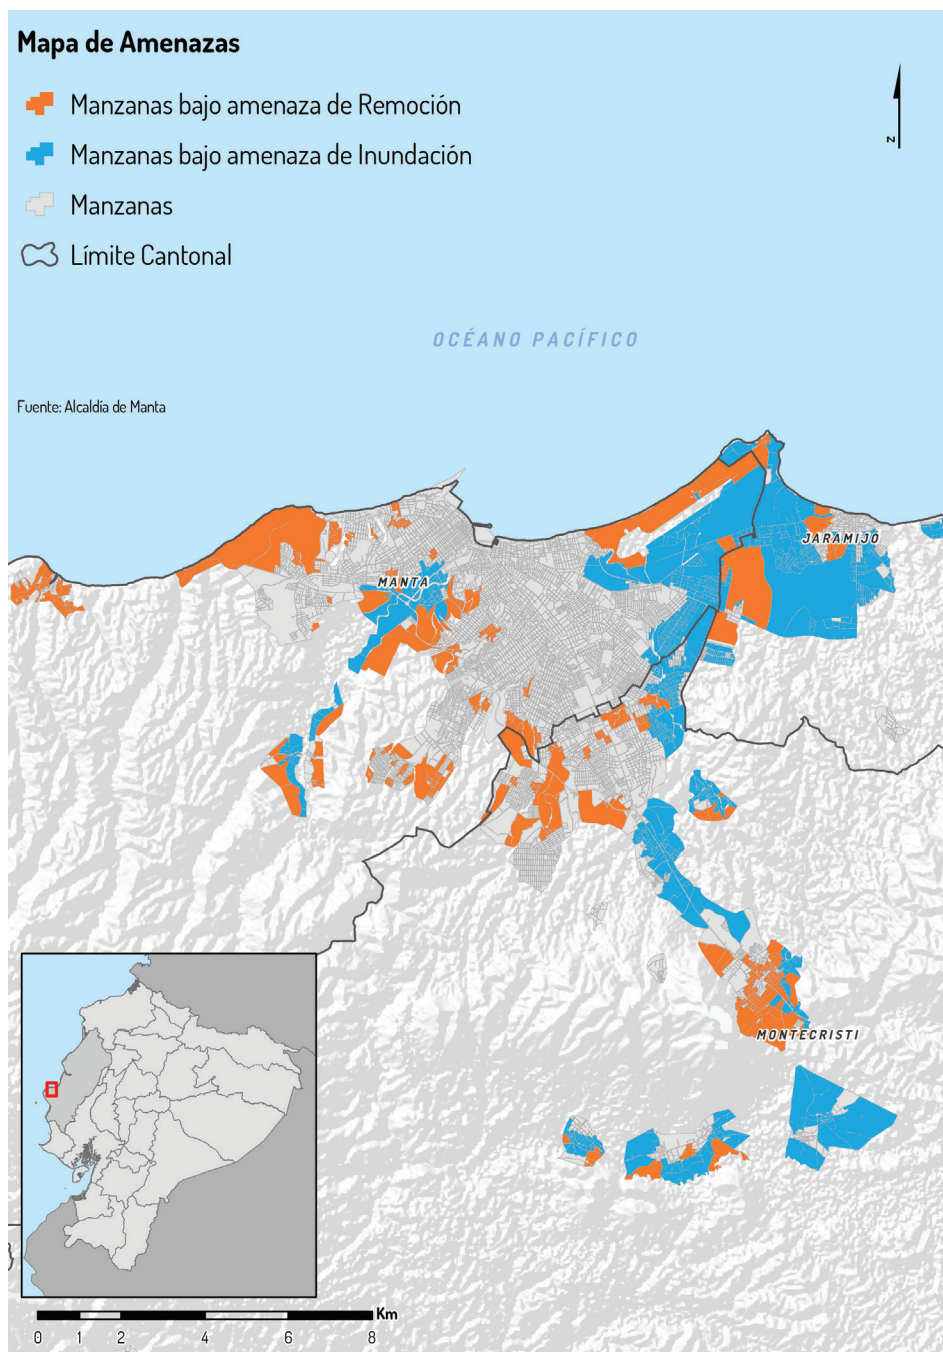 Mapa de Amenazas
Manzanas bajo amenaza de Remoción
Manzanas bajo amenaza de Inundación
Manzanas
Límite Cantonal
N
OCÉANO PACÍFICO
Fuente: Alcaldía de Manta
JARAMIJÓ
MANTA
MONTECRISTI
Km
0 1 2 4 6 8